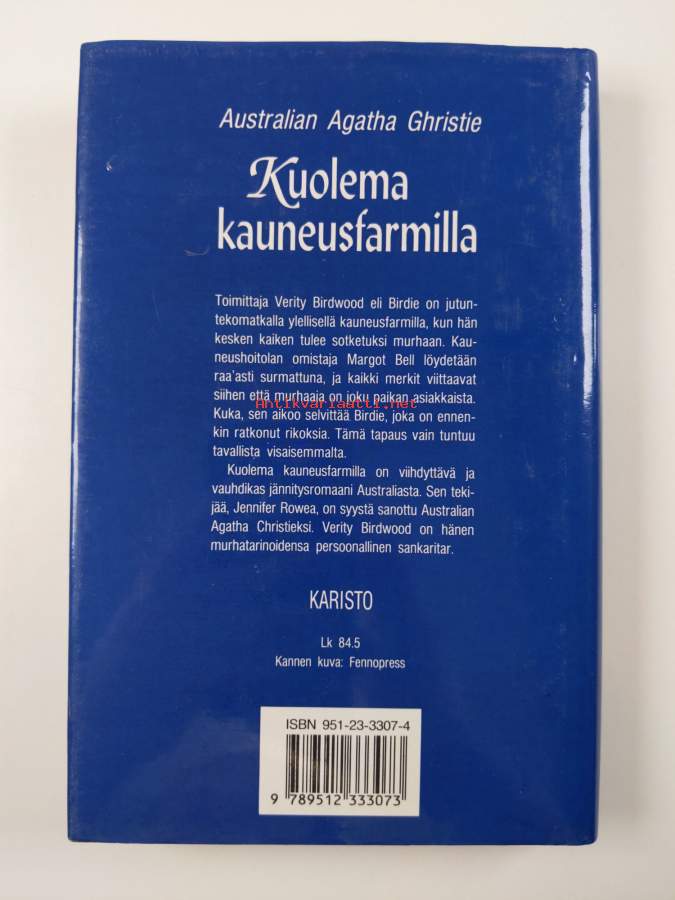 Australian Agatha Ghristie
Kuolema
kauneusfarmilla
Toimittaja Verity Birdwood eli Birdie on jutun-
tekomatkalla ylellisellä kauneusfarmilla, kun hän
kesken kaiken tulee sotketuksi murhaan. Kau-
neushoitolan omistaja Margot Bell löydetään
raa'asti surmattuna, ja kaikki merkit viittaavat
siihen että murhaaja on joku paikan asiakkaista.
Antikvariaatti.net
Kuka, sen aikoo selvittää Birdie, joka on ennen-
kin ratkonut rikoksia. Tämä tapaus vain tuntuu
tavallista visaisemmalta.
Kuolema kauneusfarmilla on viihdyttävä ja
vauhdikas jännitysromaani Australiasta. Sen teki-
jää, Jennifer Rowea, on syystä sanottu Australian
Agatha Christieksi. Verity Birdwood on hänen
murhatarinoidensa persoonallinen sankaritar.
KARISTO
Lk 84.5
Kannen kuva: Fennopress
ISBN 951-23-3307-4
9 789512 333073